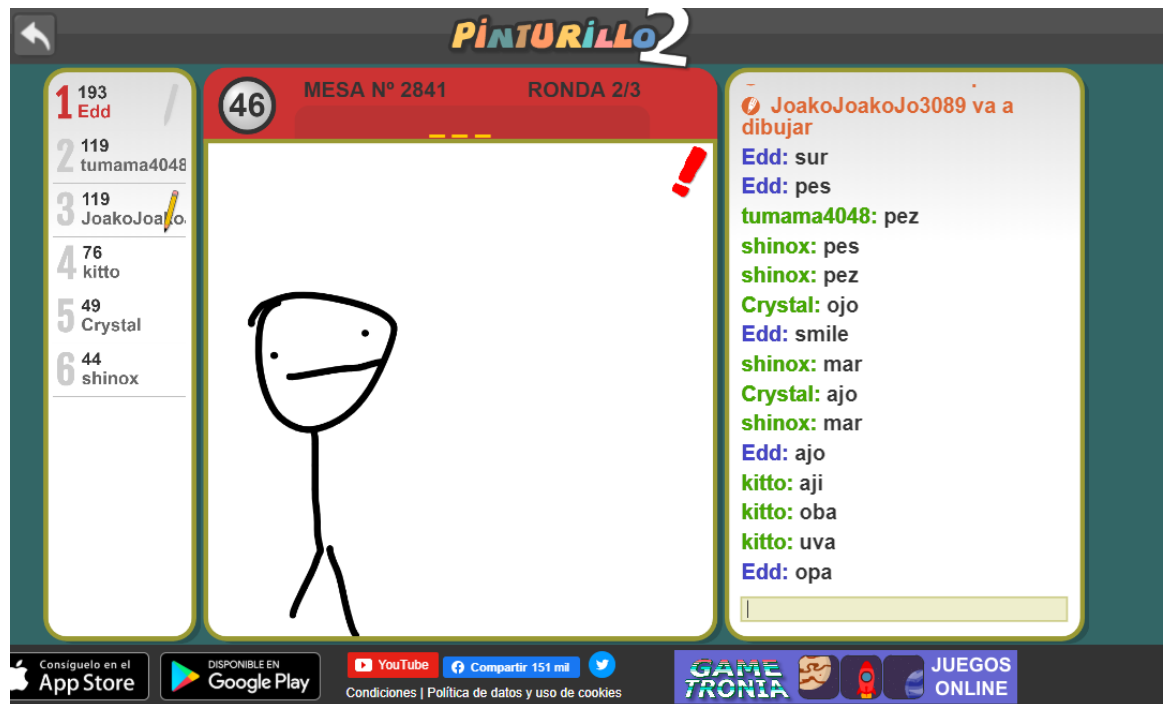 PINTURILLO 2
1 193
Edd
2 119
tumama4048
3 119
JoakoJoako.
4 76
kitto
5 49
Crystal
6 44
shinox
46
MESA Nº 2841
RONDA 2/3
_ _ _
!
JoakoJoakoJo3089 va a
dibujar
Edd: sur
Edd: pes
tumama4048: pez
shinox: pes
shinox: pez
Crystal: ojo
Edd: smile
shinox: mar
Crystal: ajo
shinox: mar
Edd: ajo
kitto: aji
kitto: oba
kitto: uva
Edd: opa
Consíguelo en el
App Store
DISPONIBLE EN
Google Play
YouTube
Compartir 151 mil
Condiciones | Política de datos y uso de cookies
GAME
TRONIA
JUEGOS
ONLINE